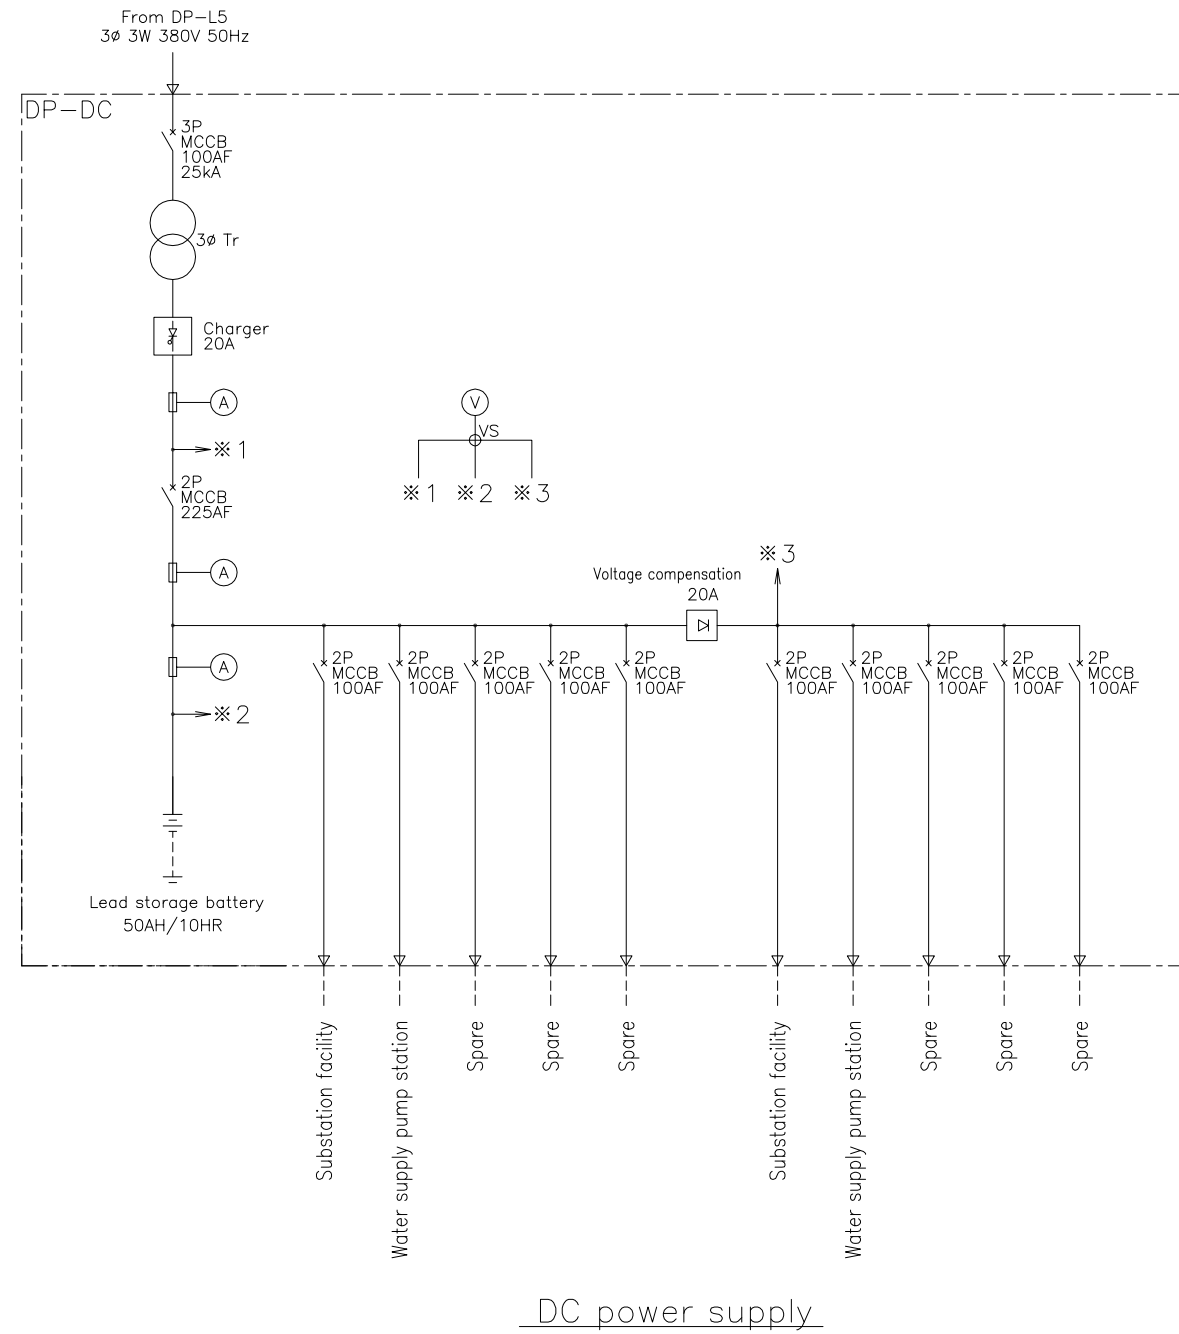 From DP-L5
3ø 3W 380V 50Hz
DP-DC
3P
MCCB
100AF
25kA
3ø Tr
Charger
20A
A
※1
2P
MCCB
225AF
V
VS
※1 ※2 ※3
A
※3
Voltage compensation
20A
A
※2
2P
MCCB
100AF
2P
MCCB
100AF
2P
MCCB
100AF
2P
MCCB
100AF
2P
MCCB
100AF
2P
MCCB
100AF
2P
MCCB
100AF
2P
MCCB
100AF
2P
MCCB
100AF
2P
MCCB
100AF
Lead storage battery
50AH/10HR
Substation facility
Water supply pump station
Spare
Spare
Spare
Substation facility
Water supply pump station
Spare
Spare
Spare
DC power supply